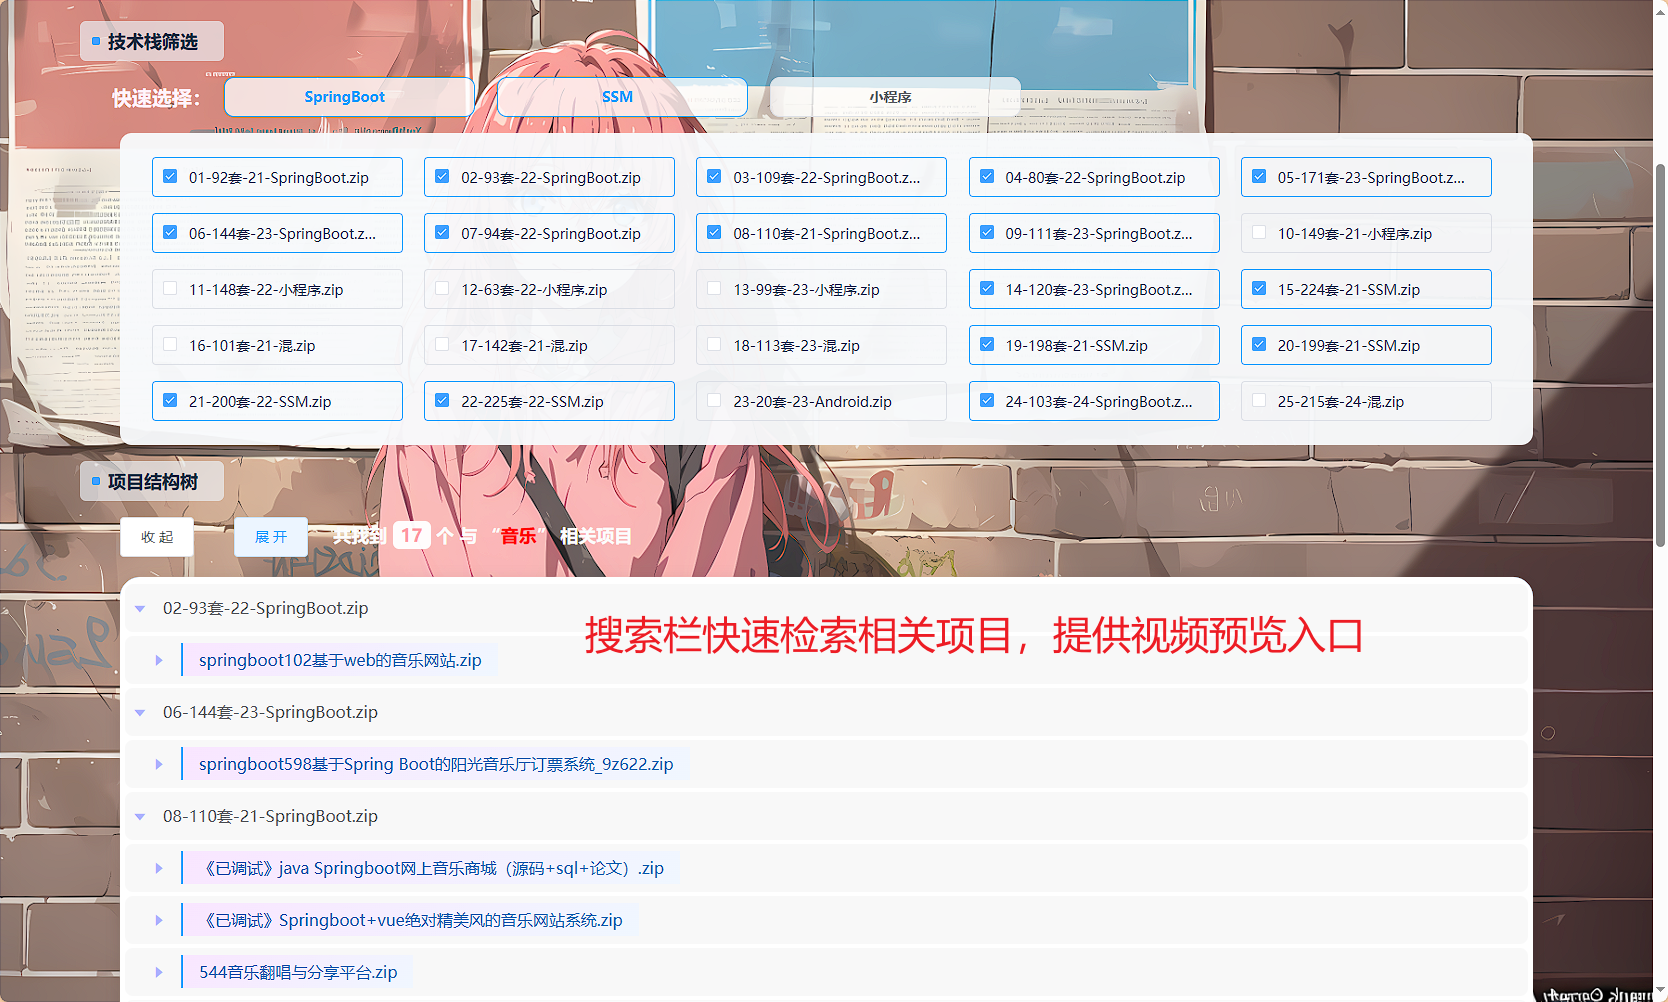 技术栈筛选
快速选择：
SpringBoot
SSM
小程序
01-92套-21-SpringBoot.zip
02-93套-22-SpringBoot.zip
03-109套-22-SpringBoot.z...
04-80套-22-SpringBoot.zip
05-171套-23-SpringBoot.z...
06-144套-23-SpringBoot.z...
07-94套-22-SpringBoot.zip
08-110套-21-SpringBoot.z...
09-111套-23-SpringBoot.z...
10-149套-21-小程序.zip
11-148套-22-小程序.zip
12-63套-22-小程序.zip
13-99套-23-小程序.zip
14-120套-23-SpringBoot.z...
15-224套-21-SSM.zip
16-101套-21-混.zip
17-142套-21-混.zip
18-113套-23-混.zip
19-198套-21-SSM.zip
20-199套-21-SSM.zip
21-200套-22-SSM.zip
22-225套-22-SSM.zip
23-20套-23-Android.zip
24-103套-24-SpringBoot.z...
25-215套-24-混.zip
项目结构树
收起
展开
共找到 17 个 与 “音乐” 相关项目
02-93套-22-SpringBoot.zip
搜索栏快速检索相关项目，提供视频预览入口
springboot102基于web的音乐网站.zip
06-144套-23-SpringBoot.zip
springboot598基于Spring Boot的阳光音乐厅订票系统_9z622.zip
08-110套-21-SpringBoot.zip
《已调试》java Springboot网上音乐商城（源码+sql+论文）.zip
《已调试》Springboot+vue绝对精美风的音乐网站系统.zip
544音乐翻唱与分享平台.zip